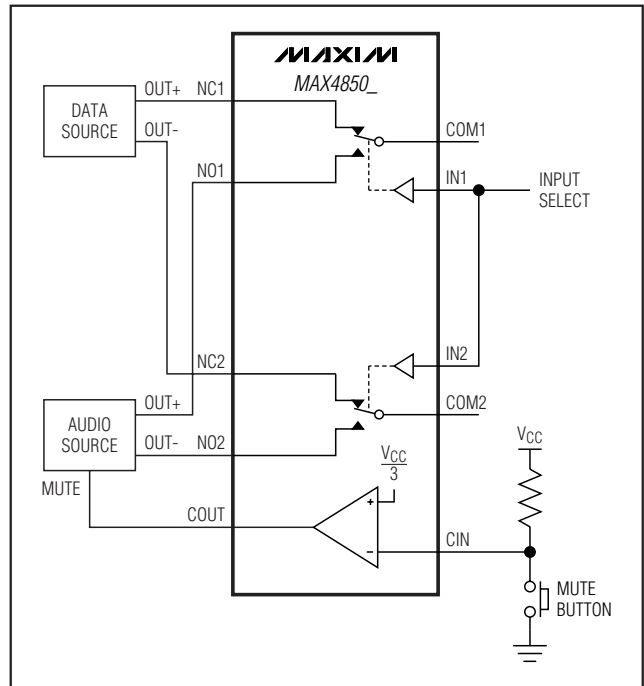 MAXIM
MAX4850_
DATA
SOURCE
OUT+
NC1
OUT-
NO1
COM1
IN1
INPUT
SELECT
NC2
IN2
COM2
AUDIO
SOURCE
OUT+
OUT-
NO2
MUTE
COUT
VCC
3
+
-
CIN
VCC
MUTE
BUTTON